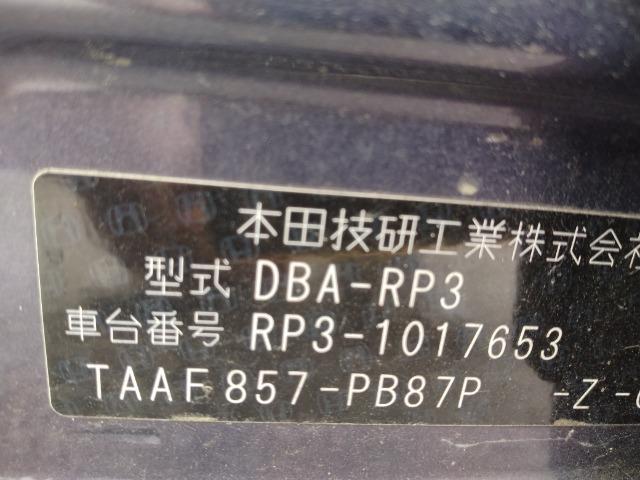 本田技研工業株式会
型式 DBA-RP3
車台番号 RP3-1017653
TAAF857-PB87P -Z-